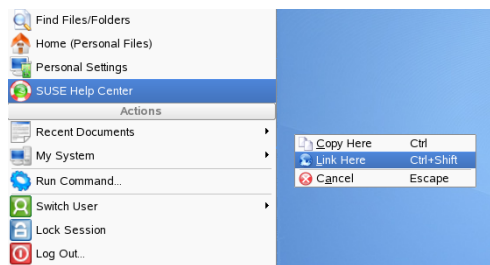 Find Files/Folders
Home (Personal Files)
Personal Settings
SUSE Help Center
Actions
Recent Documents
My System
Run Command...
Switch User
Lock Session
Log Out...
Copy Here Ctrl
Link Here Ctrl+Shift
Cancel Escape